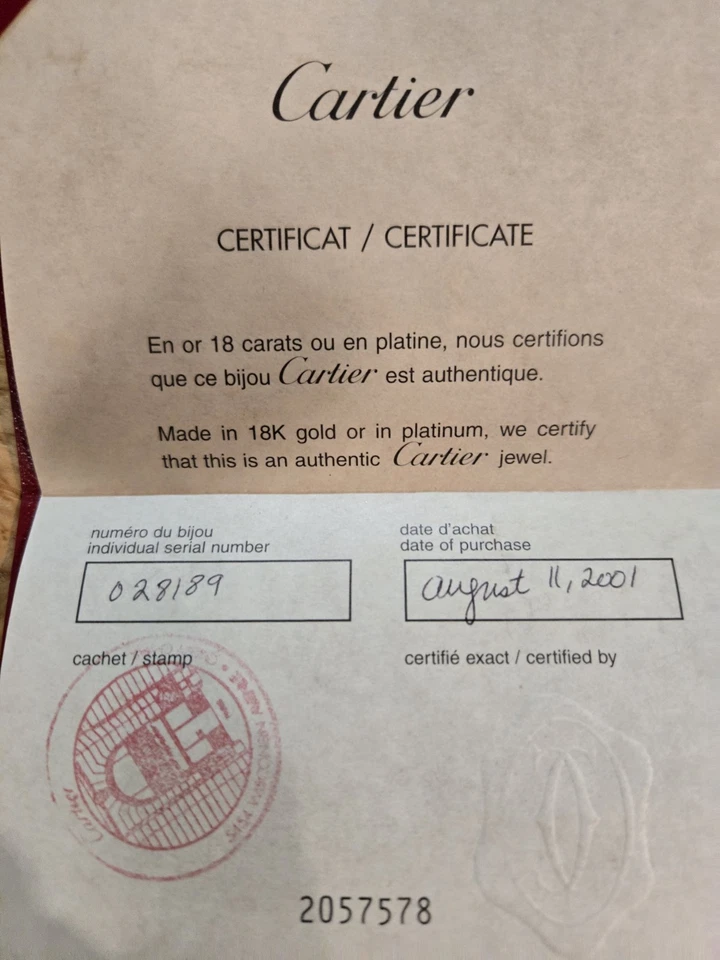 Cartier
CERTIFICAT / CERTIFICATE
En or 18 carats ou en platine, nous certifions
que ce bijou Cartier est authentique.
Made in 18K gold or in platinum, we certify
that this is an authentic Cartier jewel.
numéro du bijou
individual serial number
028189
date d'achat
date of purchase
august 11, 2001
cachet / stamp
certifié exact / certified by
Cartier
2057578